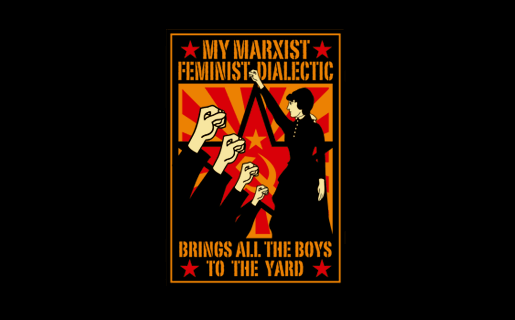 MY MARXIST
FEMINIST DIALECTIC
BRINGS ALL THE BOYS
TO THE YARD